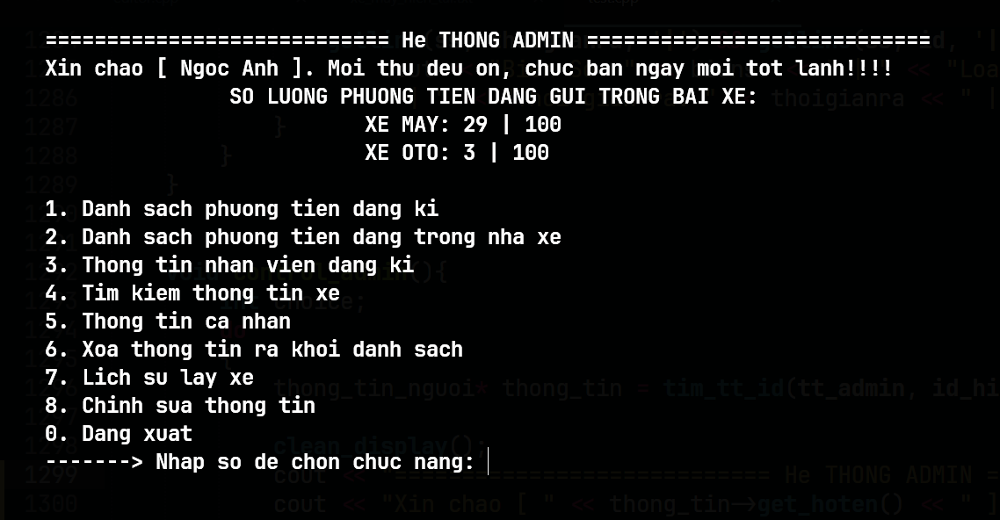 ============================ He THONG ADMIN ============================
Xin chao [ Ngoc Anh ]. Moi thu deu on, chuc ban ngay moi tot lanh!!!!
SO LUONG PHUONG TIEN DANG GUI TRONG BAI XE:
XE MAY: 29 | 100
XE OTO: 3 | 100
1. Danh sach phuong tien dang ki
2. Danh sach phuong tien dang trong nha xe
3. Thong tin nhan vien dang ki
4. Tim kiem thong tin xe
5. Thong tin ca nhan
6. Xoa thong tin ra khoi danh sach
7. Lich su lay xe
8. Chinh sua thong tin
0. Dang xuat
-------> Nhap so de chon chuc nang: